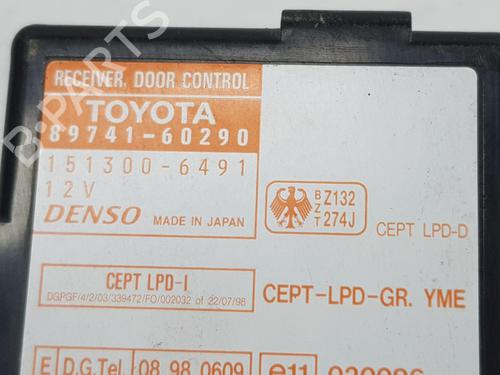 RECEIVER, DOOR CONTROL
TOYOTA
89741-60290
151300-6491
12V
DENSO MADE IN JAPAN
BZT Z132 274J
CEPT LPD-D
CEPT LPD-I
DGPGF/4/2/03/339472/FO/002032 of 22/07/98
CEPT-LPD-GR. YME
E D.G.Tel. 08 98 0609
e11
B-PARTS